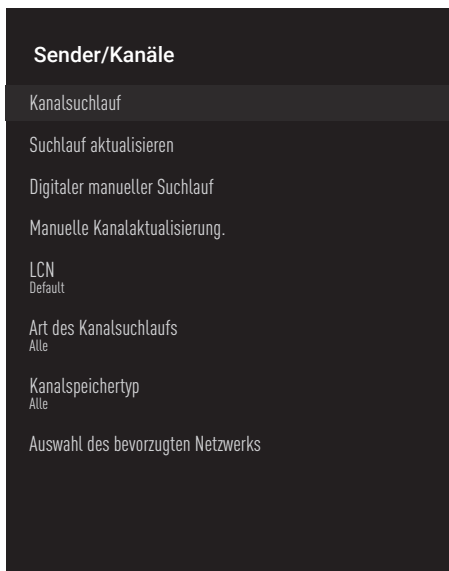 Sender/Kanäle
Kanalsuchlauf
Suchlauf aktualisieren
Digitaler manueller Suchlauf
Manuelle Kanalaktualisierung.
LCN
Default
Art des Kanalsuchlaufs
Alle
Kanalspeichertyp
Alle
Auswahl des bevorzugten Netzwerks